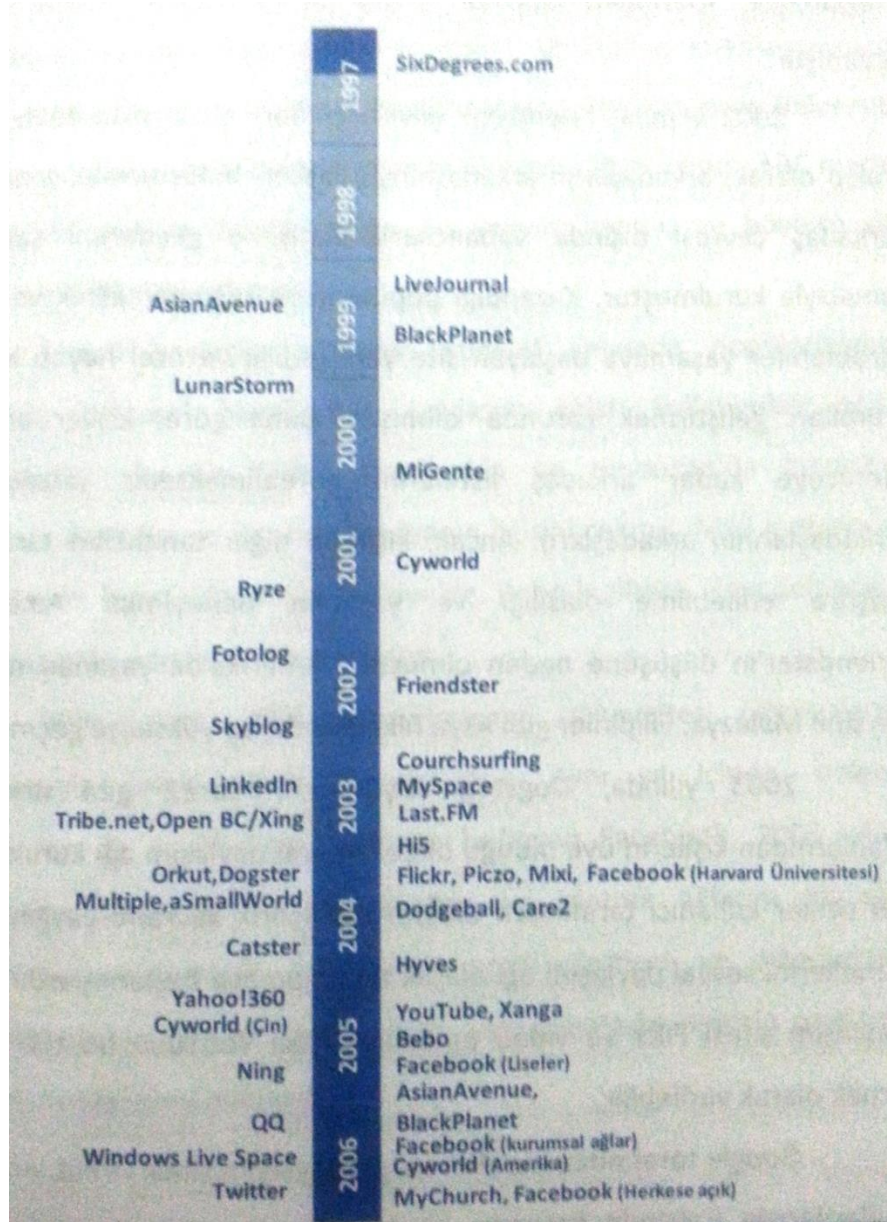 SixDegrees.com
1997
1998
LiveJournal
AsianAvenue
1999
BlackPlanet
LunarStorm
2000
MiGente
2001
Cyworld
Ryze
Fotolog
2002
Friendster
Skyblog
Courchsurfing
LinkedIn
MySpace
2003
Tribe.net,Open BC/Xing
Last.FM
Hi5
Orkut,Dogster
Flickr, Piczo, Mixi, Facebook (Harvard Üniversitesi)
Multiple,aSmallWorld
Dodgeball, Care2
2004
Catster
Hyves
Yahoo!360
YouTube, Xanga
Cyworld (Çin)
Bebo
2005
Facebook (Liseler)
Ning
AsianAvenue,
QQ
BlackPlanet
Facebook (kurumsal ağlar)
Windows Live Space
Cyworld (Amerika)
2006
Twitter
MyChurch, Facebook (Herkese açık)